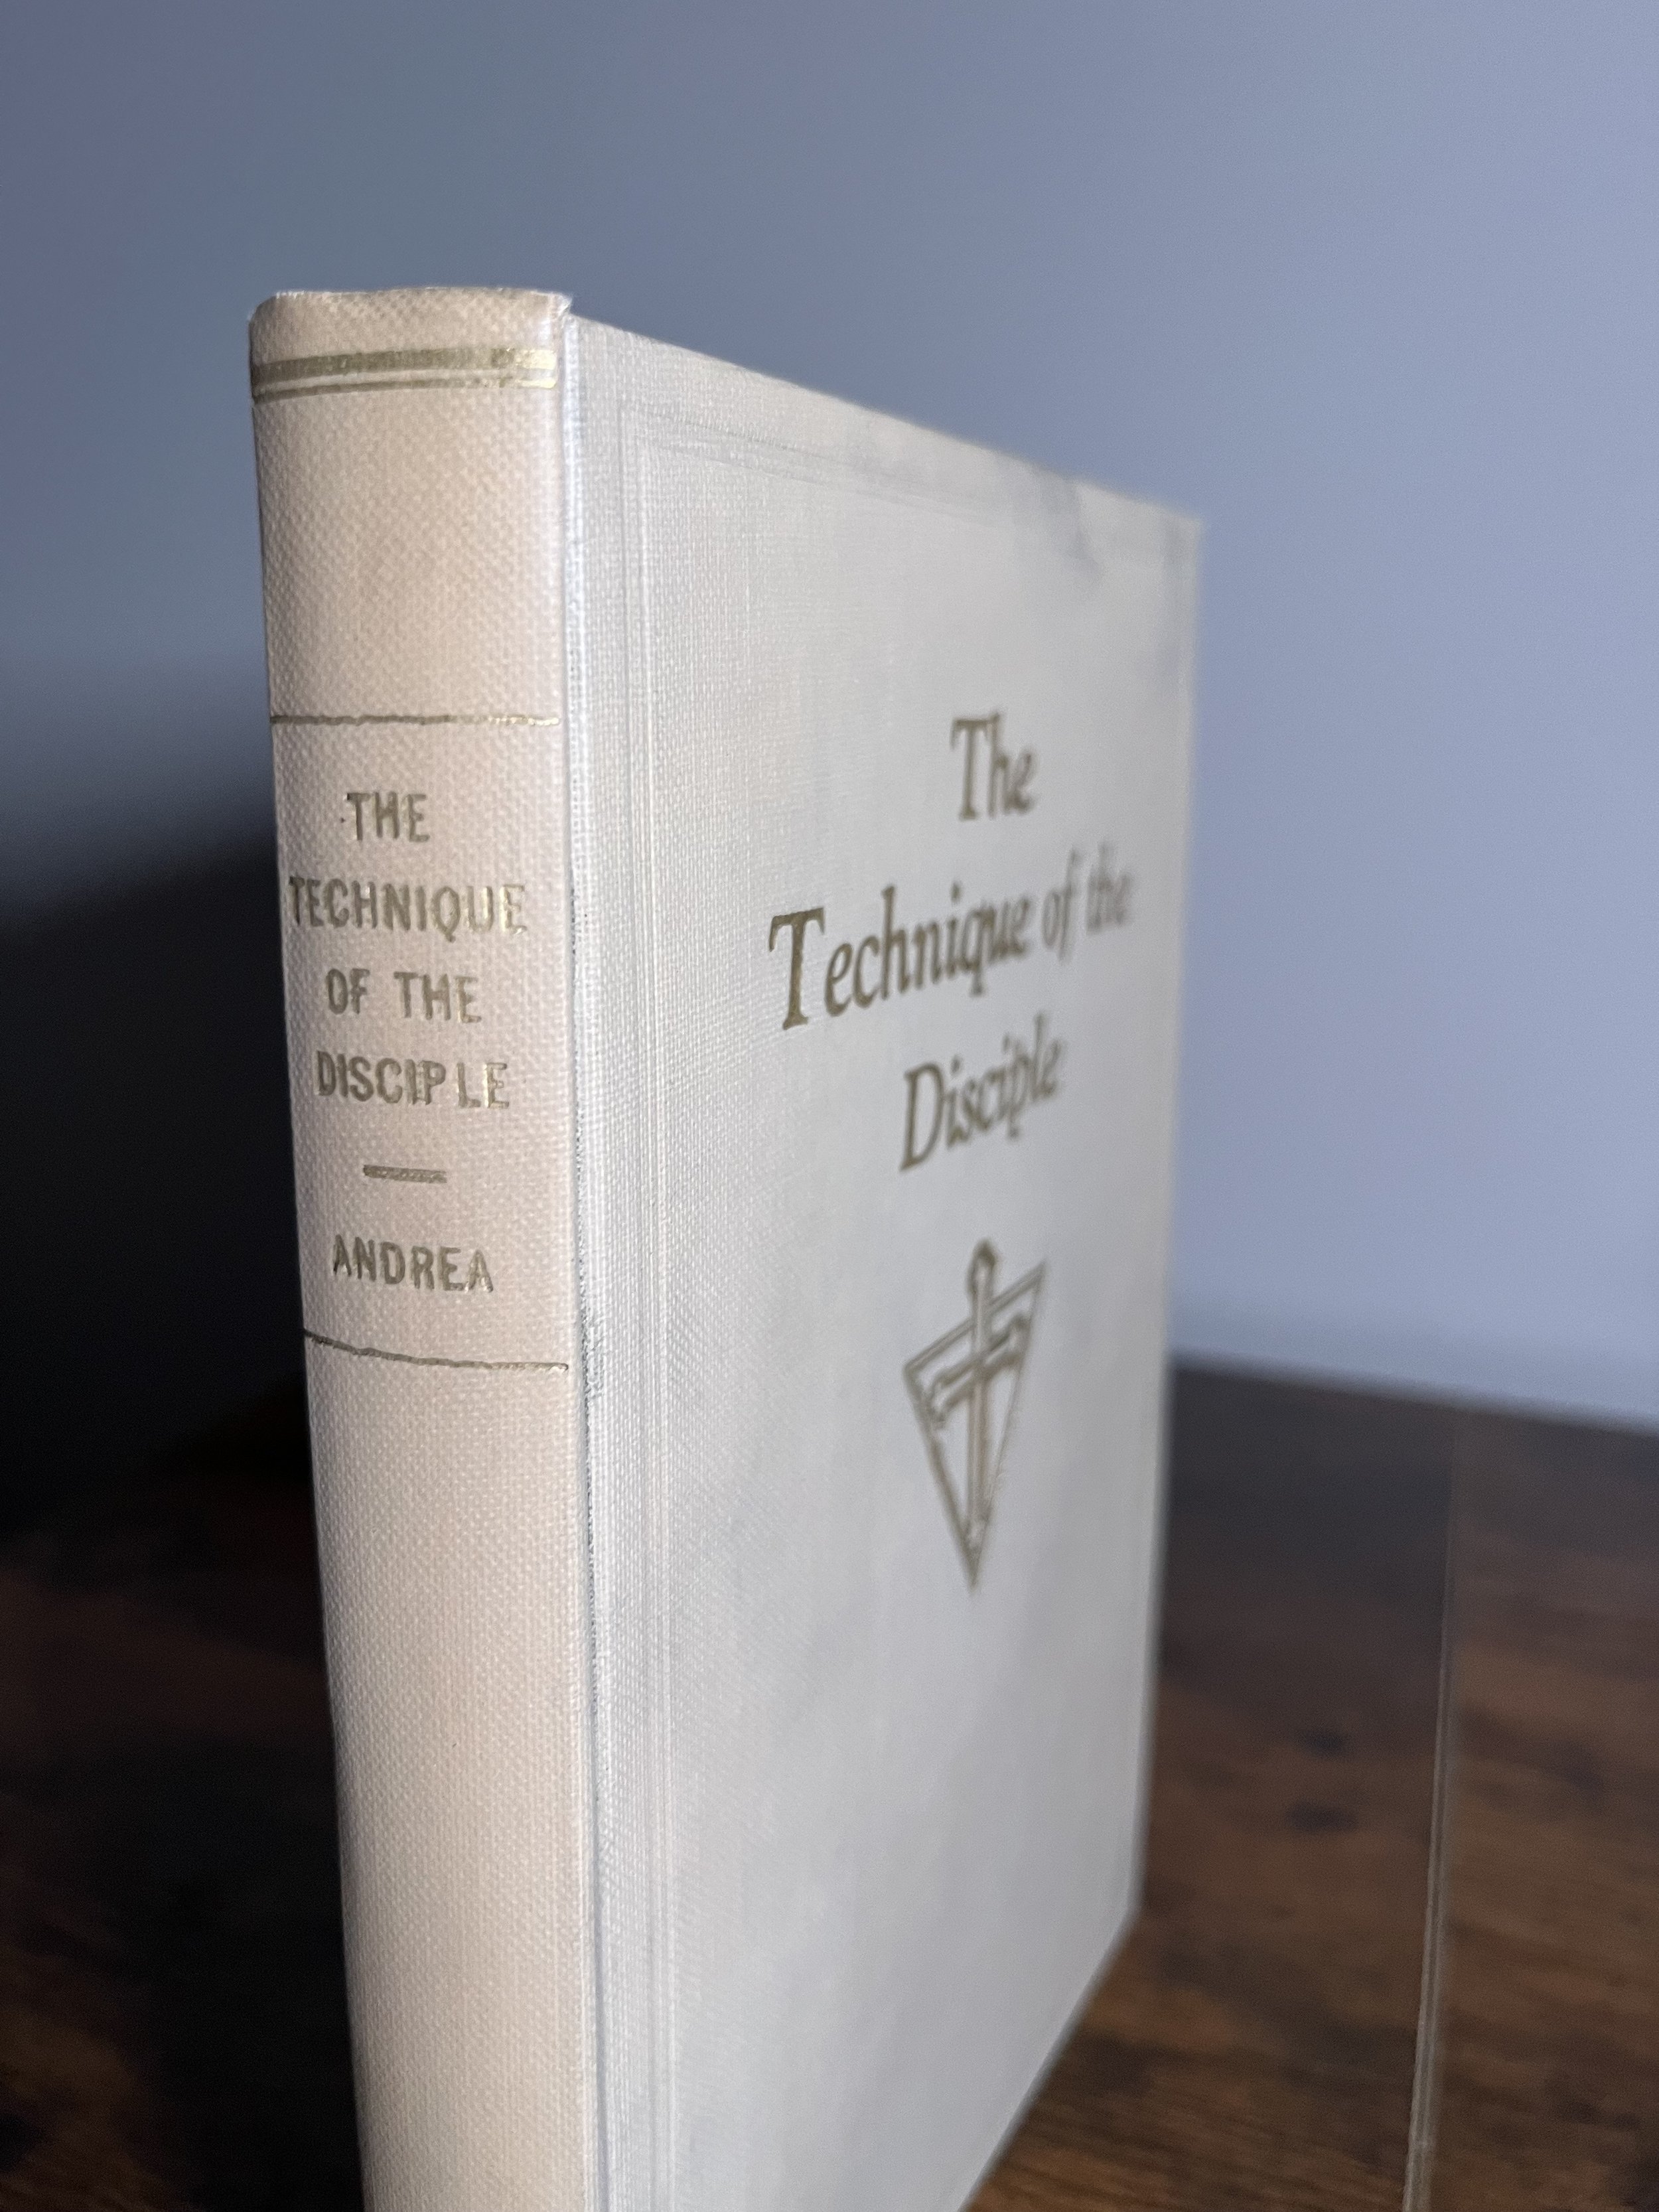 THE
TECHNIQUE
OF THE
DISCIPLE
ANDREA
The
Technique of the
Disciple